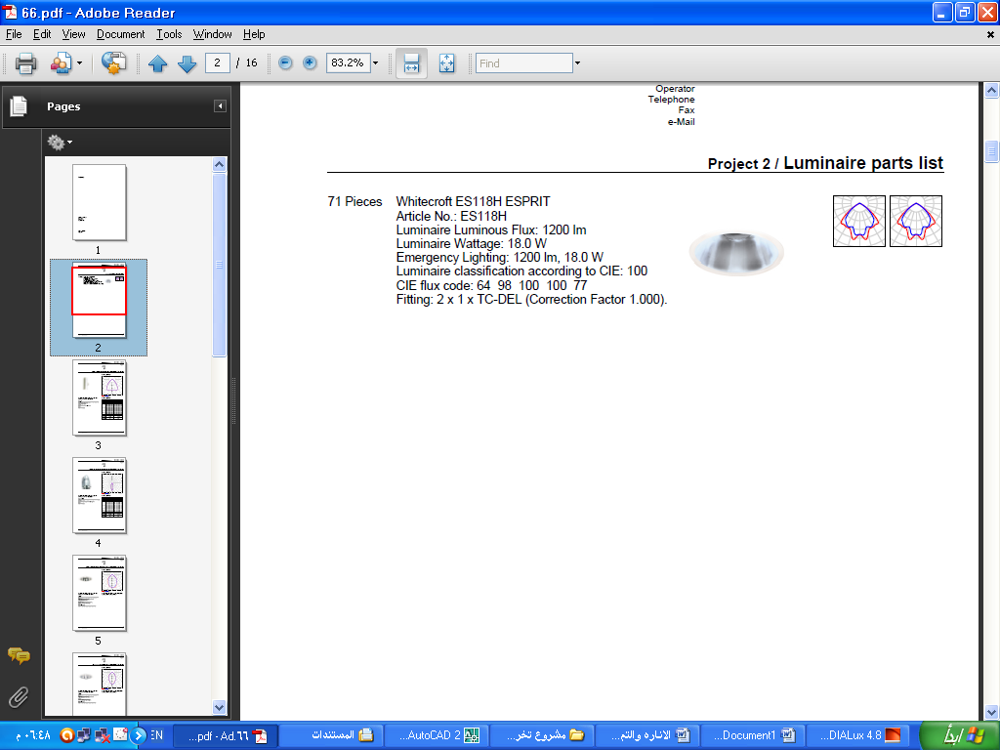 66.pdf - Adobe Reader
File Edit View Document Tools Window Help
2 / 16 83.2% Find
Pages
1
2
3
4
5
Operator
Telephone
Fax
e-Mail
Project 2 / Luminaire parts list
71 Pieces Whitecroft ES118H ESPRIT
Article No.: ES118H
Luminaire Luminous Flux: 1200 lm
Luminaire Wattage: 18.0 W
Emergency Lighting: 1200 lm, 18.0 W
Luminaire classification according to CIE: 100
CIE flux code: 64 98 100 100 77
Fitting: 2 x 1 x TC-DEL (Correction Factor 1.000).
٠٦:٤٨ م EN ...pdf - Ad.٦٦ المستندات ...AutoCAD 2 مشروع تخر... الاناره والتم... ...Document1 ...DIALux 4.8 ابدأ